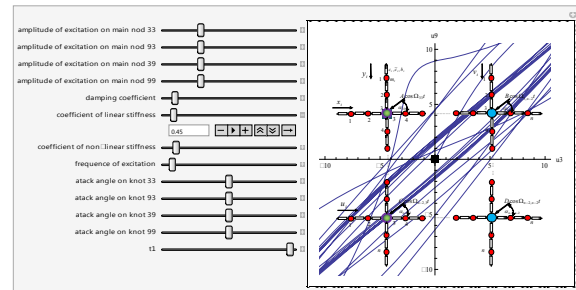 amplitude of excitation on main nod 33
amplitude of excitation on main nod 93
amplitude of excitation on main nod 39
amplitude of excitation on main nod 99
damping coefficient
coefficient of linear stiffness
0.45
coefficient of non□linear stiffness
frequence of excitation
atack angle on knot 33
atack angle on knot 93
atack angle on knot 39
atack angle on knot 99
t1
u9
10
5
□10
5
10
u3
5
□10